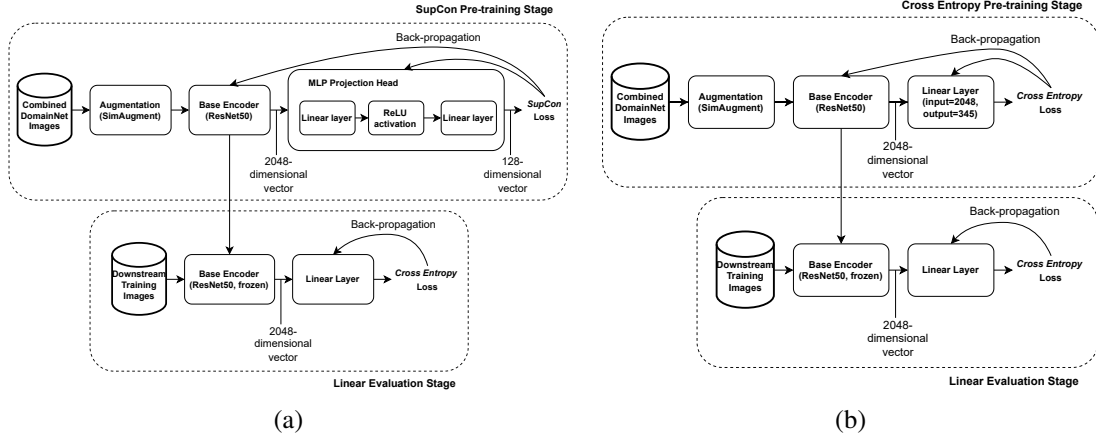 SupCon Pre-training Stage
Back-propagation
Combined
DomainNet
Images
Augmentation
(SimAugment)
Base Encoder
(ResNet50)
MLP Projection Head
Linear layer
ReLU
activation
Linear layer
SupCon
Loss
2048-
dimensional
vector
128-
dimensional
vector
Back-propagation
Downstream
Training
Images
Base Encoder
(ResNet50, frozen)
Linear Layer
Cross Entropy
Loss
2048-
dimensional
vector
Linear Evaluation Stage
(a)
Cross Entropy Pre-training Stage
Back-propagation
Combined
DomainNet
Images
Augmentation
(SimAugment)
Base Encoder
(ResNet50)
Linear Layer
(input=2048,
output=345)
Cross Entropy
Loss
2048-
dimensional
vector
Back-propagation
Downstream
Training
Images
Base Encoder
(ResNet50, frozen)
Linear Layer
Cross Entropy
Loss
2048-
dimensional
vector
Linear Evaluation Stage
(b)